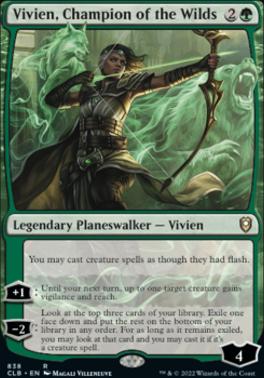 Vivien, Champion of the Wilds 2
Legendary Planeswalker — Vivien
You may cast creature spells as though they had flash.
+1: Until your next turn, up to one target creature gains
vigilance and reach.
−2: Look at the top three cards of your library. Exile one
face down and put the rest on the bottom of your
library in any order. For as long as it remains exiled,
you may look at that card and you may cast it if it's
a creature spell.
4
838 R
CLB • EN MAGALI VILLENEUVE
™ & © 2022 Wizards of the Coast